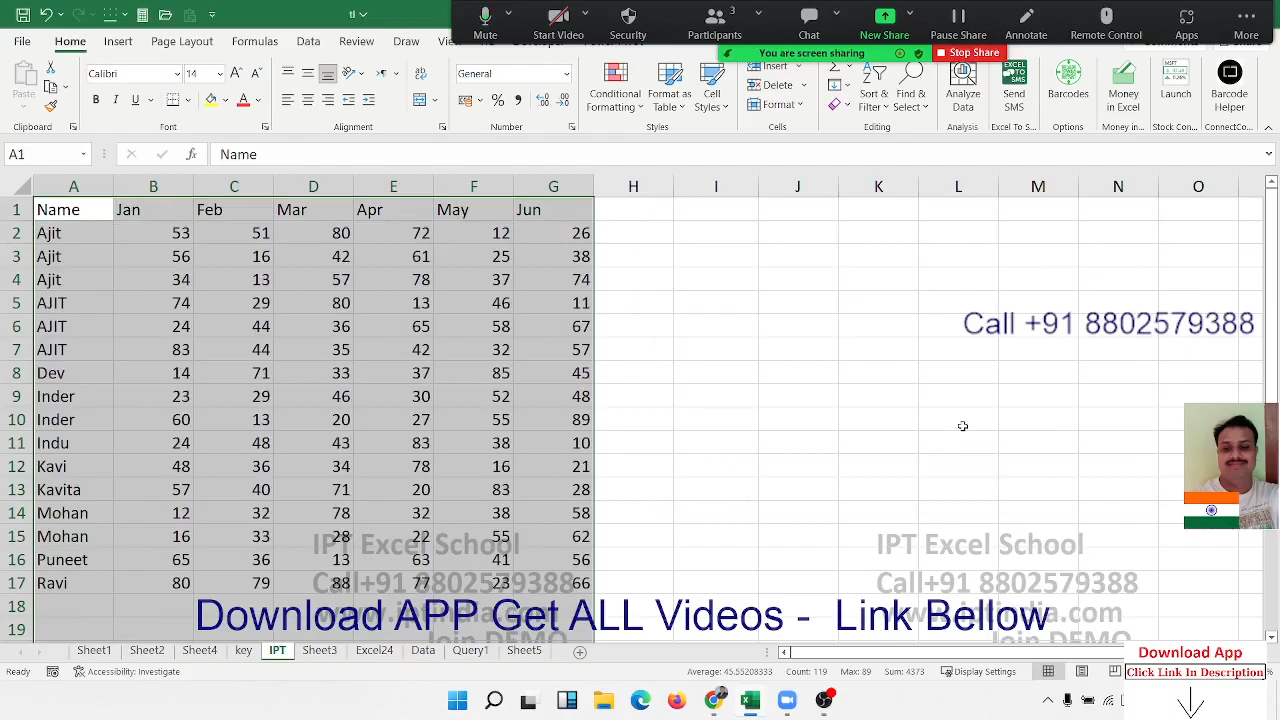 tl
3
Mute
Start Video
Security
Participants
Chat
New Share
Pause Share
Annotate
Remote Control
Apps
More
You are screen sharing
Stop Share
File
Home
Insert
Page Layout
Formulas
Data
Review
View
Draw
Calibri
14
General
Insert
Delete
Format
Paste
Conditional Formatting
Format as Table
Cell Styles
Sort & Filter
Find & Select
Analyze Data
Send SMS
Barcodes
Money in Excel
Launch
Barcode Helper
Clipboard
Font
Alignment
Number
Styles
Cells
Editing
Analysis
Excel To S...
Barcodes
Money in...
Stock Con...
ConnectCo...
A1
fx
Name
A B C D E F G H I J K L M N O
1 Name Jan Feb Mar Apr May Jun
2 Ajit 53 51 80 72 12 26
3 Ajit 56 16 42 61 25 38
4 Ajit 34 13 57 78 37 74
5 AJIT 74 29 80 13 46 11
6 AJIT 24 44 36 65 58 67
7 AJIT 83 44 35 42 32 57
8 Dev 14 71 33 37 85 45
9 Inder 23 29 46 30 52 48
10 Inder 60 13 20 27 55 89
11 Indu 24 48 43 83 38 10
12 Kavi 48 36 34 78 16 21
13 Kavita 57 40 71 20 83 28
14 Mohan 12 32 78 32 38 58
15 Mohan 16 33 28 22 55 62
16 Puneet 65 36 13 63 41 56
17 Ravi 80 79 88 77 23 66
18
19
Call +91 8802579388
IPT Excel School
Call+91 8802579388
Join DEMO
IPT Excel School
Call+91 8802579388
Join DEMO
Download APP Get ALL Videos - Link Bellow
Sheet1 Sheet2 Sheet4 key IPT Sheet3 Excel24 Data Query1 Sheet5
Ready
Accessibility: Investigate
Average: 45.55208333
Count: 119
Max: 89
Sum: 4373
Display Settings
Download App
Click Link In Description